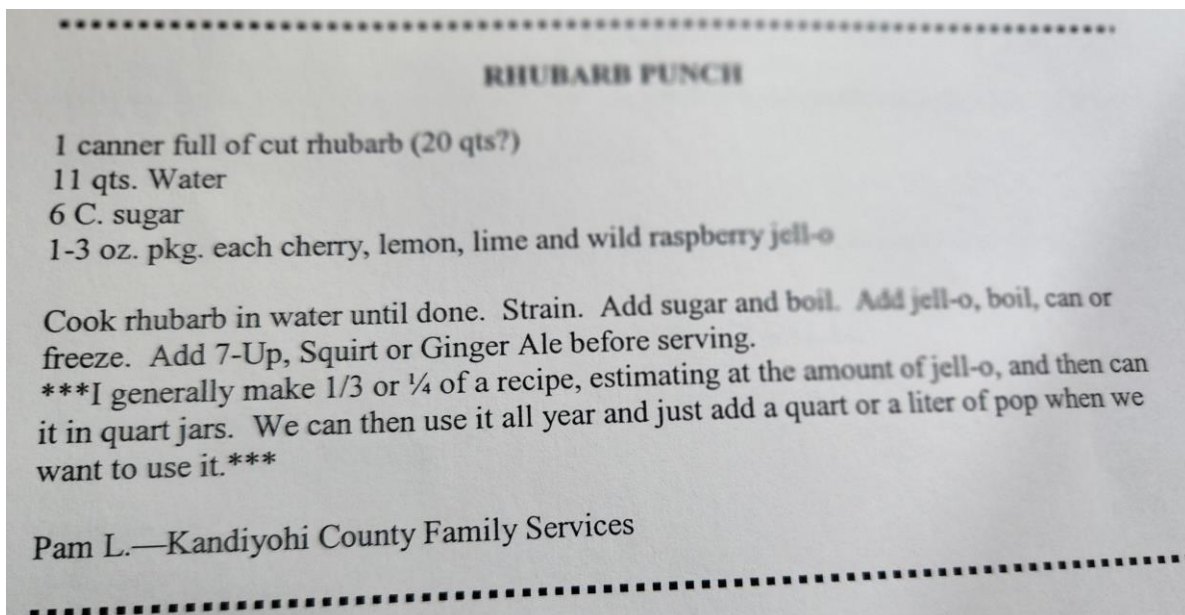 RHUBARB PUNCH
1 canner full of cut rhubarb (20 qts?)
11 qts. Water
6 C. sugar
1-3 oz. pkg. each cherry, lemon, lime and wild raspberry jell-o
Cook rhubarb in water until done. Strain. Add sugar and boil. Add jell-o, boil, can or
freeze. Add 7-Up, Squirt or Ginger Ale before serving.
***I generally make 1/3 or ¼ of a recipe, estimating at the amount of jell-o, and then can
it in quart jars. We can then use it all year and just add a quart or a liter of pop when we
want to use it.***
Pam L.—Kandiyohi County Family Services